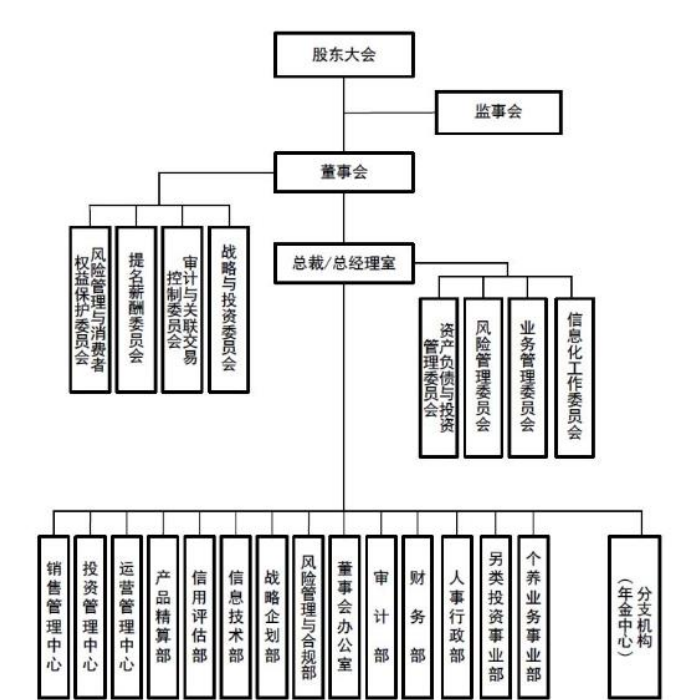 股东大会
监事会
董事会
风险管理与消费者
权益保护委员会
提名薪酬委员会
审计与关联交易
控制委员会
战略与投资委员会
总裁/总经理室
资产负债与投资
管理委员会
风险管理委员会
业务管理委员会
信息化工作委员会
销售管理中心
投资管理中心
运营管理中心
产品精算部
信用评估部
信息技术部
战略企划部
风险管理与合规部
董事会办公室
审计部
财务部
人事行政部
另类投资事业部
个养业务事业部
分支机构
(年金中心)